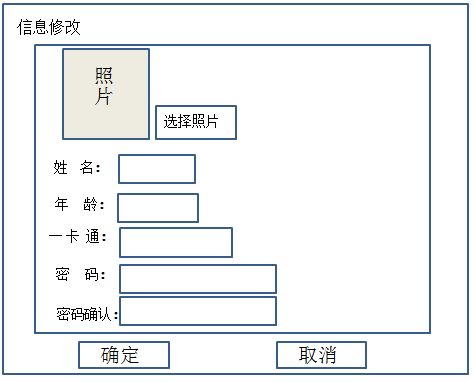 信息修改
照
片
选择照片
姓 名：
年 龄：
一卡 通：
密 码：
密码确认：
确定 取消